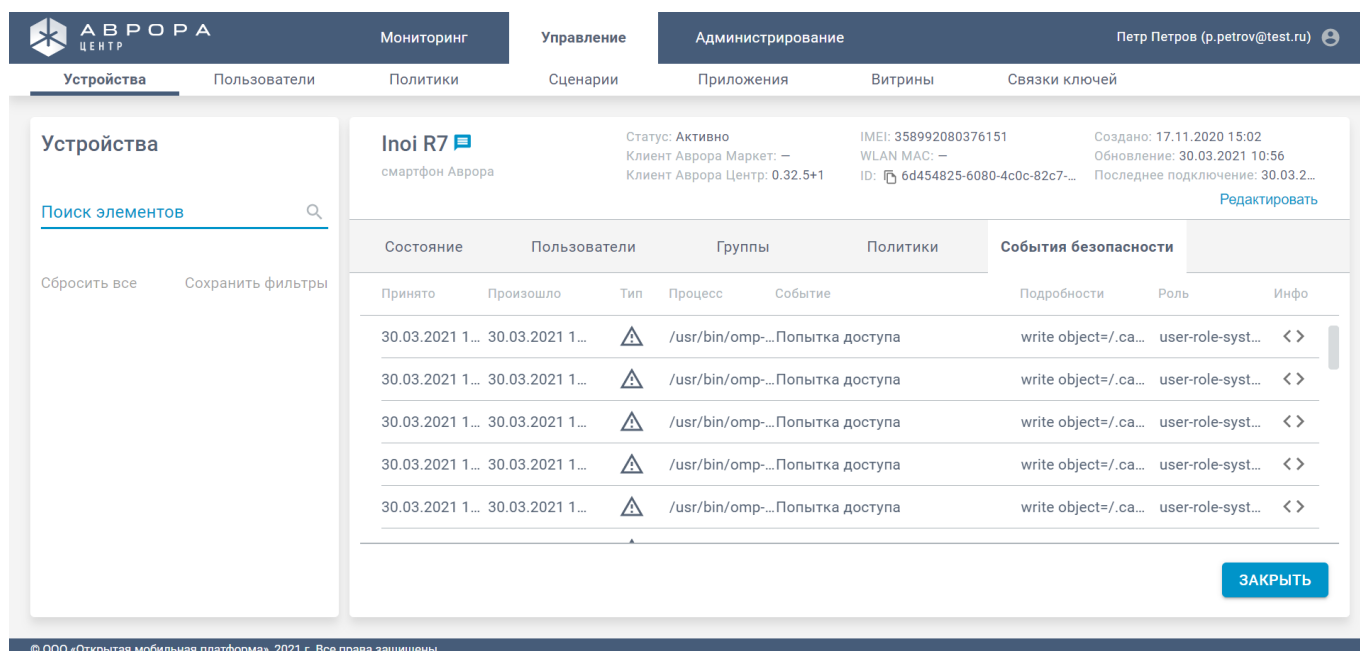 АВРОРА
ЦЕНТР
Мониторинг Управление Администрирование Петр Петров (p.petrov@test.ru)
Устройства Пользователи Политики Сценарии Приложения Витрины Связки ключей
Устройства
Поиск элементов
Сбросить все Сохранить фильтры
Inoi R7
смартфон Аврора
Статус: Активно
Клиент Аврора Маркет: —
Клиент Аврора Центр: 0.32.5+1
IMEI: 358992080376151
WLAN MAC: —
ID: 6d454825-6080-4c0c-82c7-...
Создано: 17.11.2020 15:02
Обновление: 30.03.2021 10:56
Последнее подключение: 30.03.2...
Редактировать
Состояние Пользователи Группы Политики События безопасности
Принято Произошло Тип Процесс Событие Подробности Роль Инфо
30.03.2021 1... 30.03.2021 1... /usr/bin/omp-... Попытка доступа write object=/.ca... user-role-syst... <>
30.03.2021 1... 30.03.2021 1... /usr/bin/omp-... Попытка доступа write object=/.ca... user-role-syst... <>
30.03.2021 1... 30.03.2021 1... /usr/bin/omp-... Попытка доступа write object=/.ca... user-role-syst... <>
30.03.2021 1... 30.03.2021 1... /usr/bin/omp-... Попытка доступа write object=/.ca... user-role-syst... <>
30.03.2021 1... 30.03.2021 1... /usr/bin/omp-... Попытка доступа write object=/.ca... user-role-syst... <>
ЗАКРЫТЬ
© ООО «Открытая мобильная платформа», 2021 г. Все права защищены